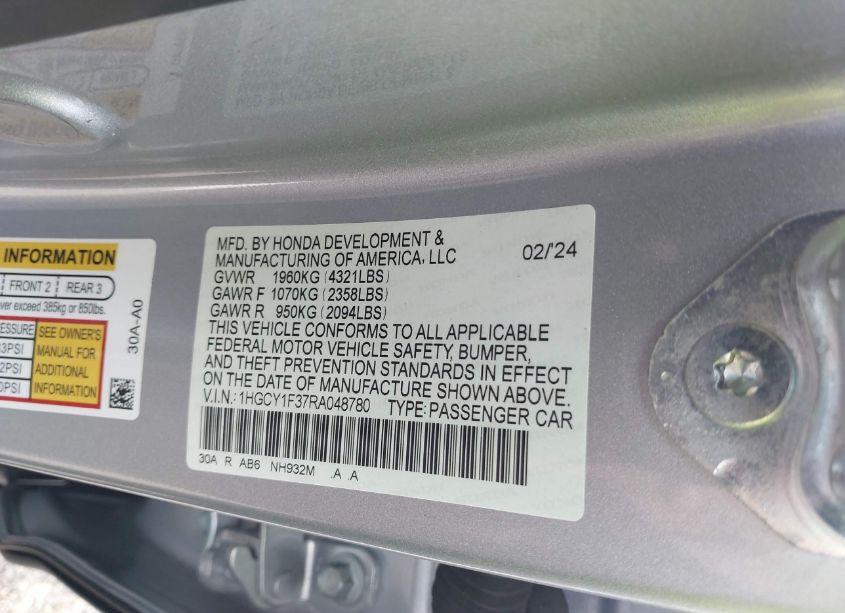 INFORMATION
FRONT 2 REAR 3
exceed 385kg or 850lbs.
SEE OWNER'S
MANUAL FOR
ADDITIONAL
INFORMATION
30A-A0
MFD. BY HONDA DEVELOPMENT &
MANUFACTURING OF AMERICA, LLC 02/'24
GVWR 1960KG (4321LBS)
GAWR F 1070KG (2358LBS)
GAWR R 950KG (2094LBS)
THIS VEHICLE CONFORMS TO ALL APPLICABLE
FEDERAL MOTOR VEHICLE SAFETY, BUMPER,
AND THEFT PREVENTION STANDARDS IN EFFECT
ON THE DATE OF MANUFACTURE SHOWN ABOVE.
V.I.N.: 1HGCY1F37RA048780 TYPE: PASSENGER CAR
30A R AB6 NH932M .A .A